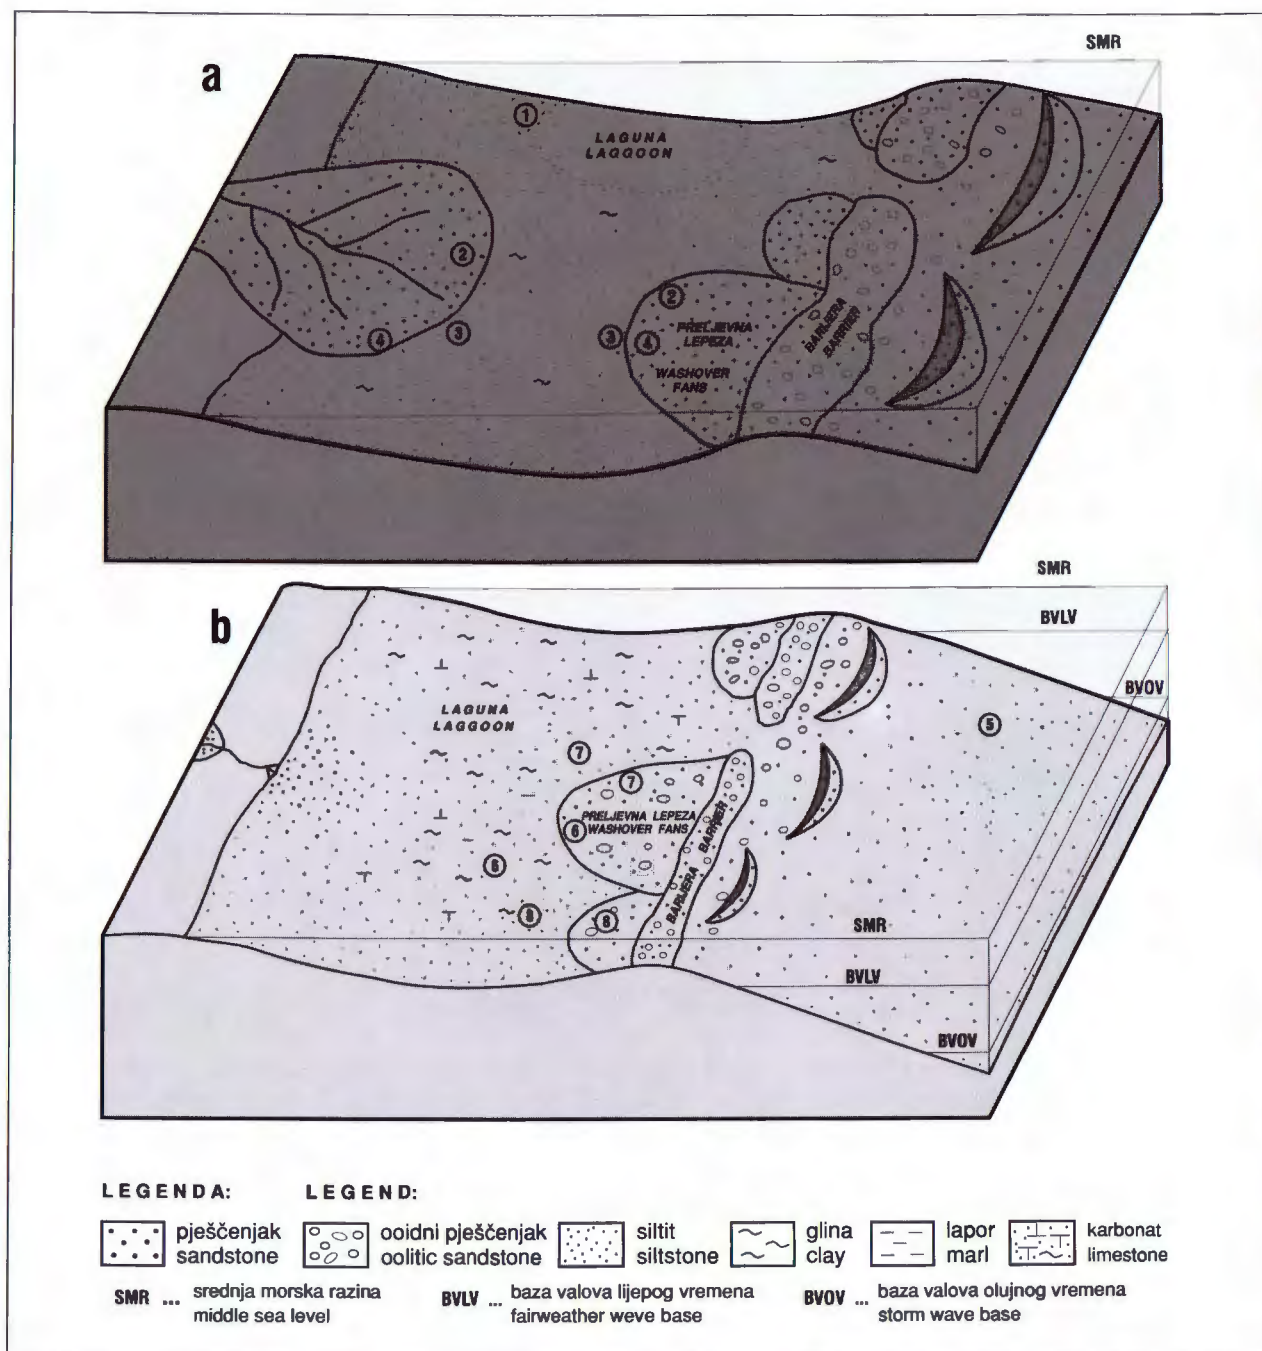 SMR
a
1
LAGUNA
LAGGOON
2
2
3
4
3
4
PRELJEVNA
LEPEZA
WASHOVER
FANS
BARIJERA
BARRIER
SMR
b
BVLV
BVOV
LAGUNA
LAGGOON
5
7
7
PRELJEVNA LEPEZA
6 WASHOVER FANS
BARIJERA BARRIER
6
8
8
SMR
BVLV
BVOV
LEGENDA: LEGEND:
pješčenjak ooidni pješčenjak siltit glina lapor karbonat
sandstone oolitic sandstone siltstone clay marl limestone
SMR ... srednja morska razina BVLV ... baza valova lijepog vremena BVOV ... baza valova olujnog vremena
middle sea level fairweather weve base storm wave base